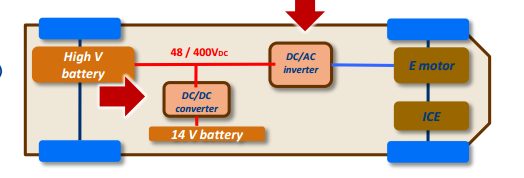 High V
battery
48 / 400VDC
DC/AC
inverter
E motor
DC/DC
converter
14 V battery
ICE